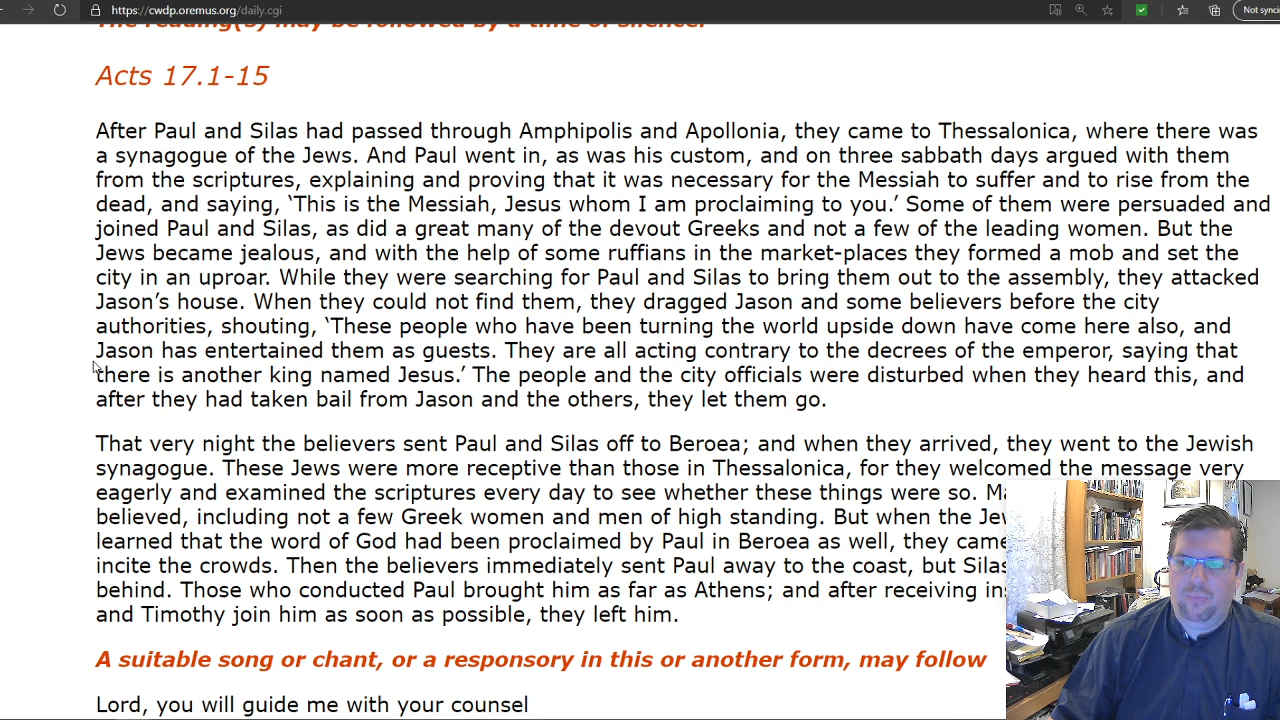 https://cwdp.oremus.org/daily.cgi
Not synci
The reading(s) may be followed by a time of silence.
Acts 17.1-15
After Paul and Silas had passed through Amphipolis and Apollonia, they came to Thessalonica, where there was
a synagogue of the Jews. And Paul went in, as was his custom, and on three sabbath days argued with them
from the scriptures, explaining and proving that it was necessary for the Messiah to suffer and to rise from the
dead, and saying, ‘This is the Messiah, Jesus whom I am proclaiming to you.’ Some of them were persuaded and
joined Paul and Silas, as did a great many of the devout Greeks and not a few of the leading women. But the
Jews became jealous, and with the help of some ruffians in the market-places they formed a mob and set the
city in an uproar. While they were searching for Paul and Silas to bring them out to the assembly, they attacked
Jason’s house. When they could not find them, they dragged Jason and some believers before the city
authorities, shouting, ‘These people who have been turning the world upside down have come here also, and
Jason has entertained them as guests. They are all acting contrary to the decrees of the emperor, saying that
there is another king named Jesus.’ The people and the city officials were disturbed when they heard this, and
after they had taken bail from Jason and the others, they let them go.
That very night the believers sent Paul and Silas off to Beroea; and when they arrived, they went to the Jewish
synagogue. These Jews were more receptive than those in Thessalonica, for they welcomed the message very
eagerly and examined the scriptures every day to see whether these things were so. Ma
believed, including not a few Greek women and men of high standing. But when the Je
learned that the word of God had been proclaimed by Paul in Beroea as well, they came
incite the crowds. Then the believers immediately sent Paul away to the coast, but Silas
behind. Those who conducted Paul brought him as far as Athens; and after receiving in
and Timothy join him as soon as possible, they left him.
A suitable song or chant, or a responsory in this or another form, may follow
Lord, you will guide me with your counsel